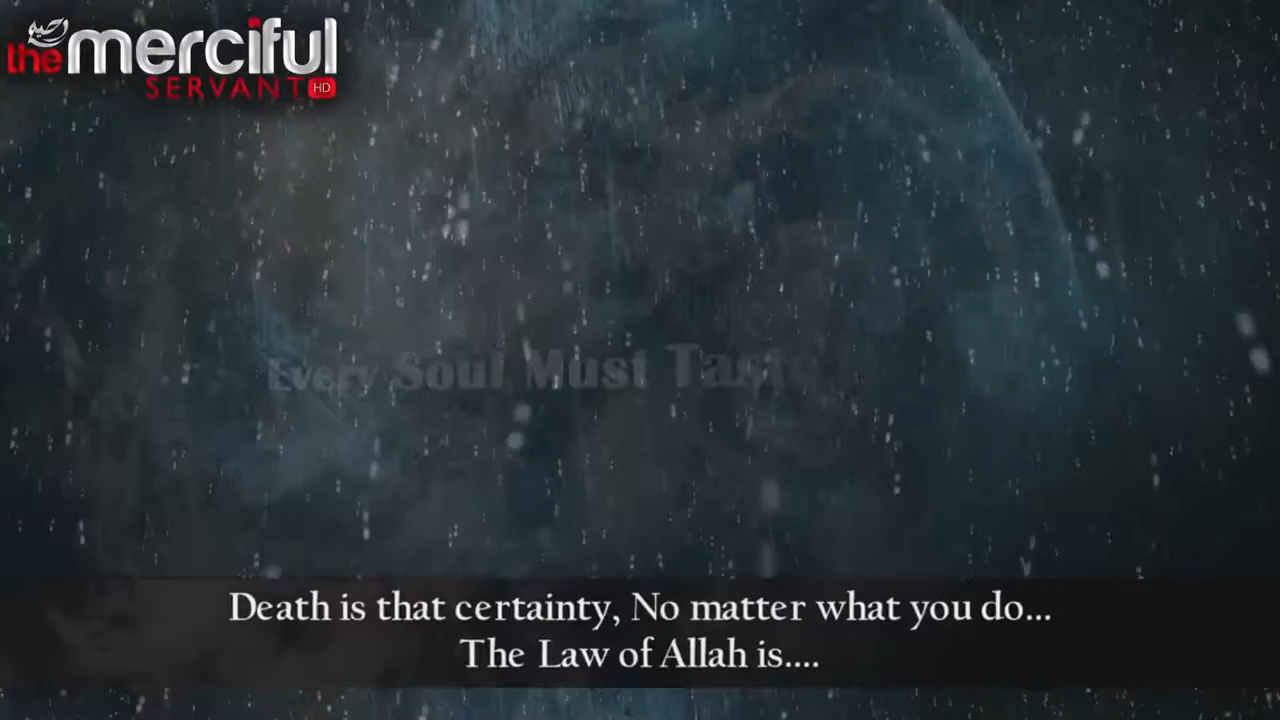 the merciful
SERVANT HD
Every Soul Must Taste
Death is that certainty, No matter what you do...
The Law of Allah is....